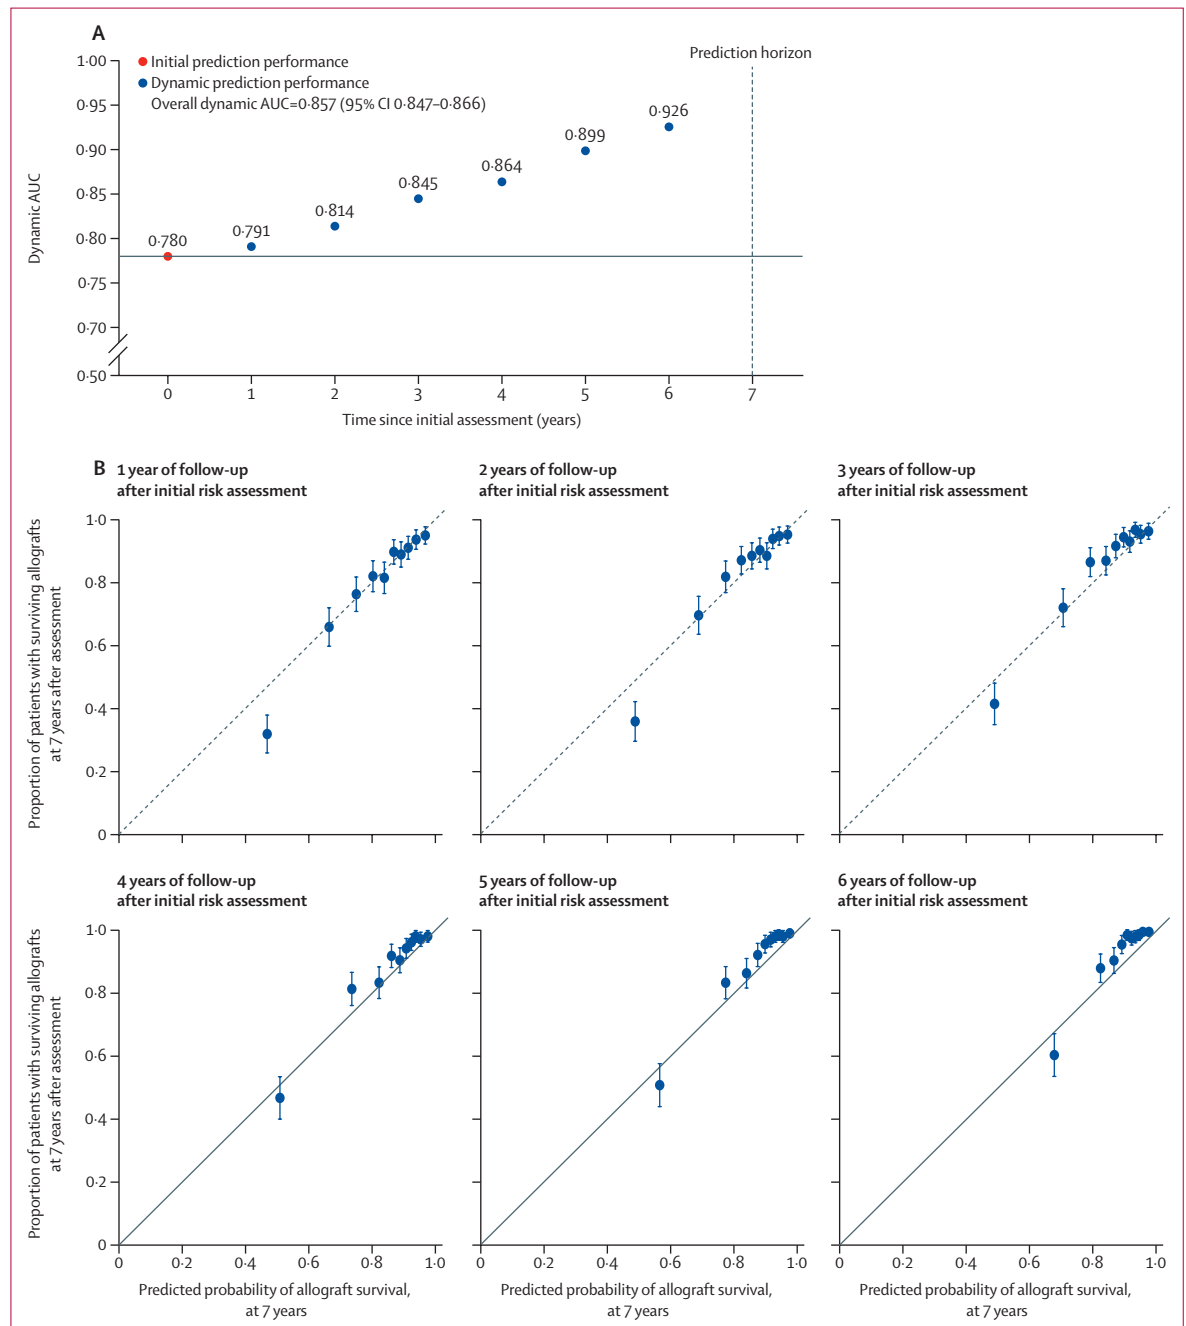 A
Prediction horizon
Initial prediction performance
Dynamic prediction performance
Overall dynamic AUC=0·857 (95% CI 0·847–0·866)
1·00
0·95
0·90
0·85
0·80
0·75
0·70
0·50
Dynamic AUC
0·780
0·791
0·814
0·845
0·864
0·899
0·926
0 1 2 3 4 5 6 7
Time since initial assessment (years)
B
1 year of follow-up
after initial risk assessment
2 years of follow-up
after initial risk assessment
3 years of follow-up
after initial risk assessment
Proportion of patients with surviving allografts
at 7 years after assessment
1·0
0·8
0·6
0·4
0·2
0
4 years of follow-up
after initial risk assessment
5 years of follow-up
after initial risk assessment
6 years of follow-up
after initial risk assessment
Proportion of patients with surviving allografts
at 7 years after assessment
1·0
0·8
0·6
0·4
0·2
0
0 0·2 0·4 0·6 0·8 1·0
0 0·2 0·4 0·6 0·8 1·0
0 0·2 0·4 0·6 0·8 1·0
Predicted probability of allograft survival,
at 7 years
Predicted probability of allograft survival,
at 7 years
Predicted probability of allograft survival,
at 7 years